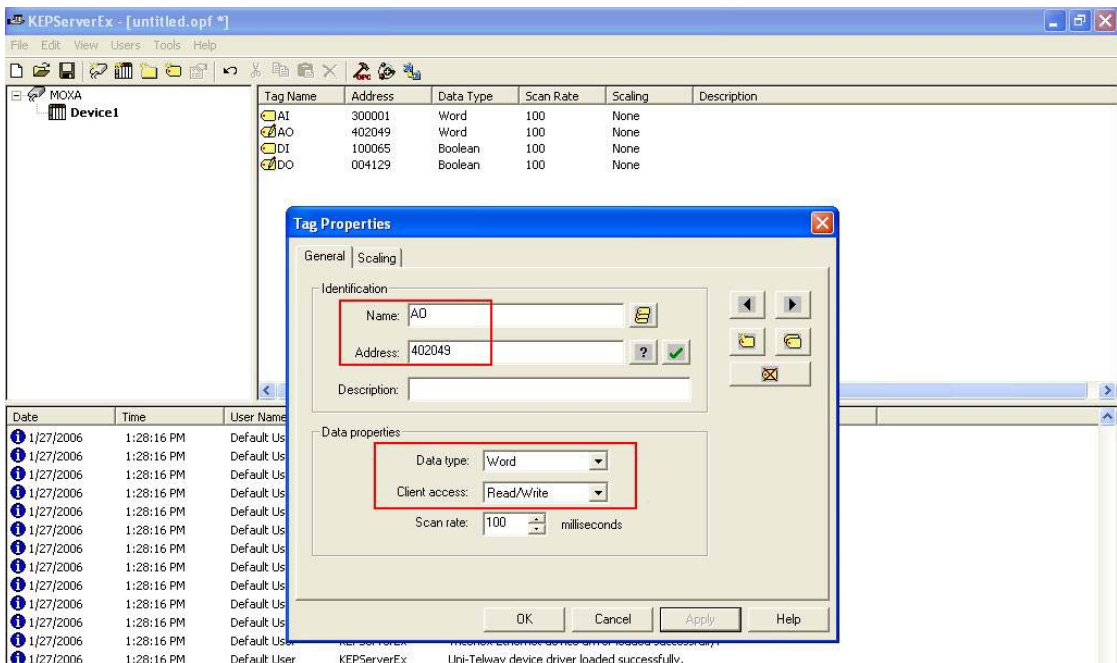 KEPServerEx - [untitled.opf *]
File Edit View Users Tools Help
MOXA
Device1
Tag Name Address Data Type Scan Rate Scaling Description
AI 300001 Word 100 None
AO 402049 Word 100 None
DI 100065 Boolean 100 None
DO 004129 Boolean 100 None
Tag Properties
General Scaling
Identification
Name: AO
Address: 402049
Description:
Data properties
Data type: Word
Client access: Read/Write
Scan rate: 100 milliseconds
OK Cancel Apply Help
Date Time User Name
1/27/2006 1:28:16 PM Default Us
1/27/2006 1:28:16 PM Default Us
1/27/2006 1:28:16 PM Default Us
1/27/2006 1:28:16 PM Default Us
1/27/2006 1:28:16 PM Default Us
1/27/2006 1:28:16 PM Default Us
1/27/2006 1:28:16 PM Default Us
1/27/2006 1:28:16 PM Default Us
1/27/2006 1:28:16 PM Default Us
1/27/2006 1:28:16 PM Default Us
1/27/2006 1:28:16 PM Default Us
1/27/2006 1:28:16 PM Default User
1/27/2006 1:28:16 PM Default User KEPServerEx Uni-Telway device driver loaded successfully.